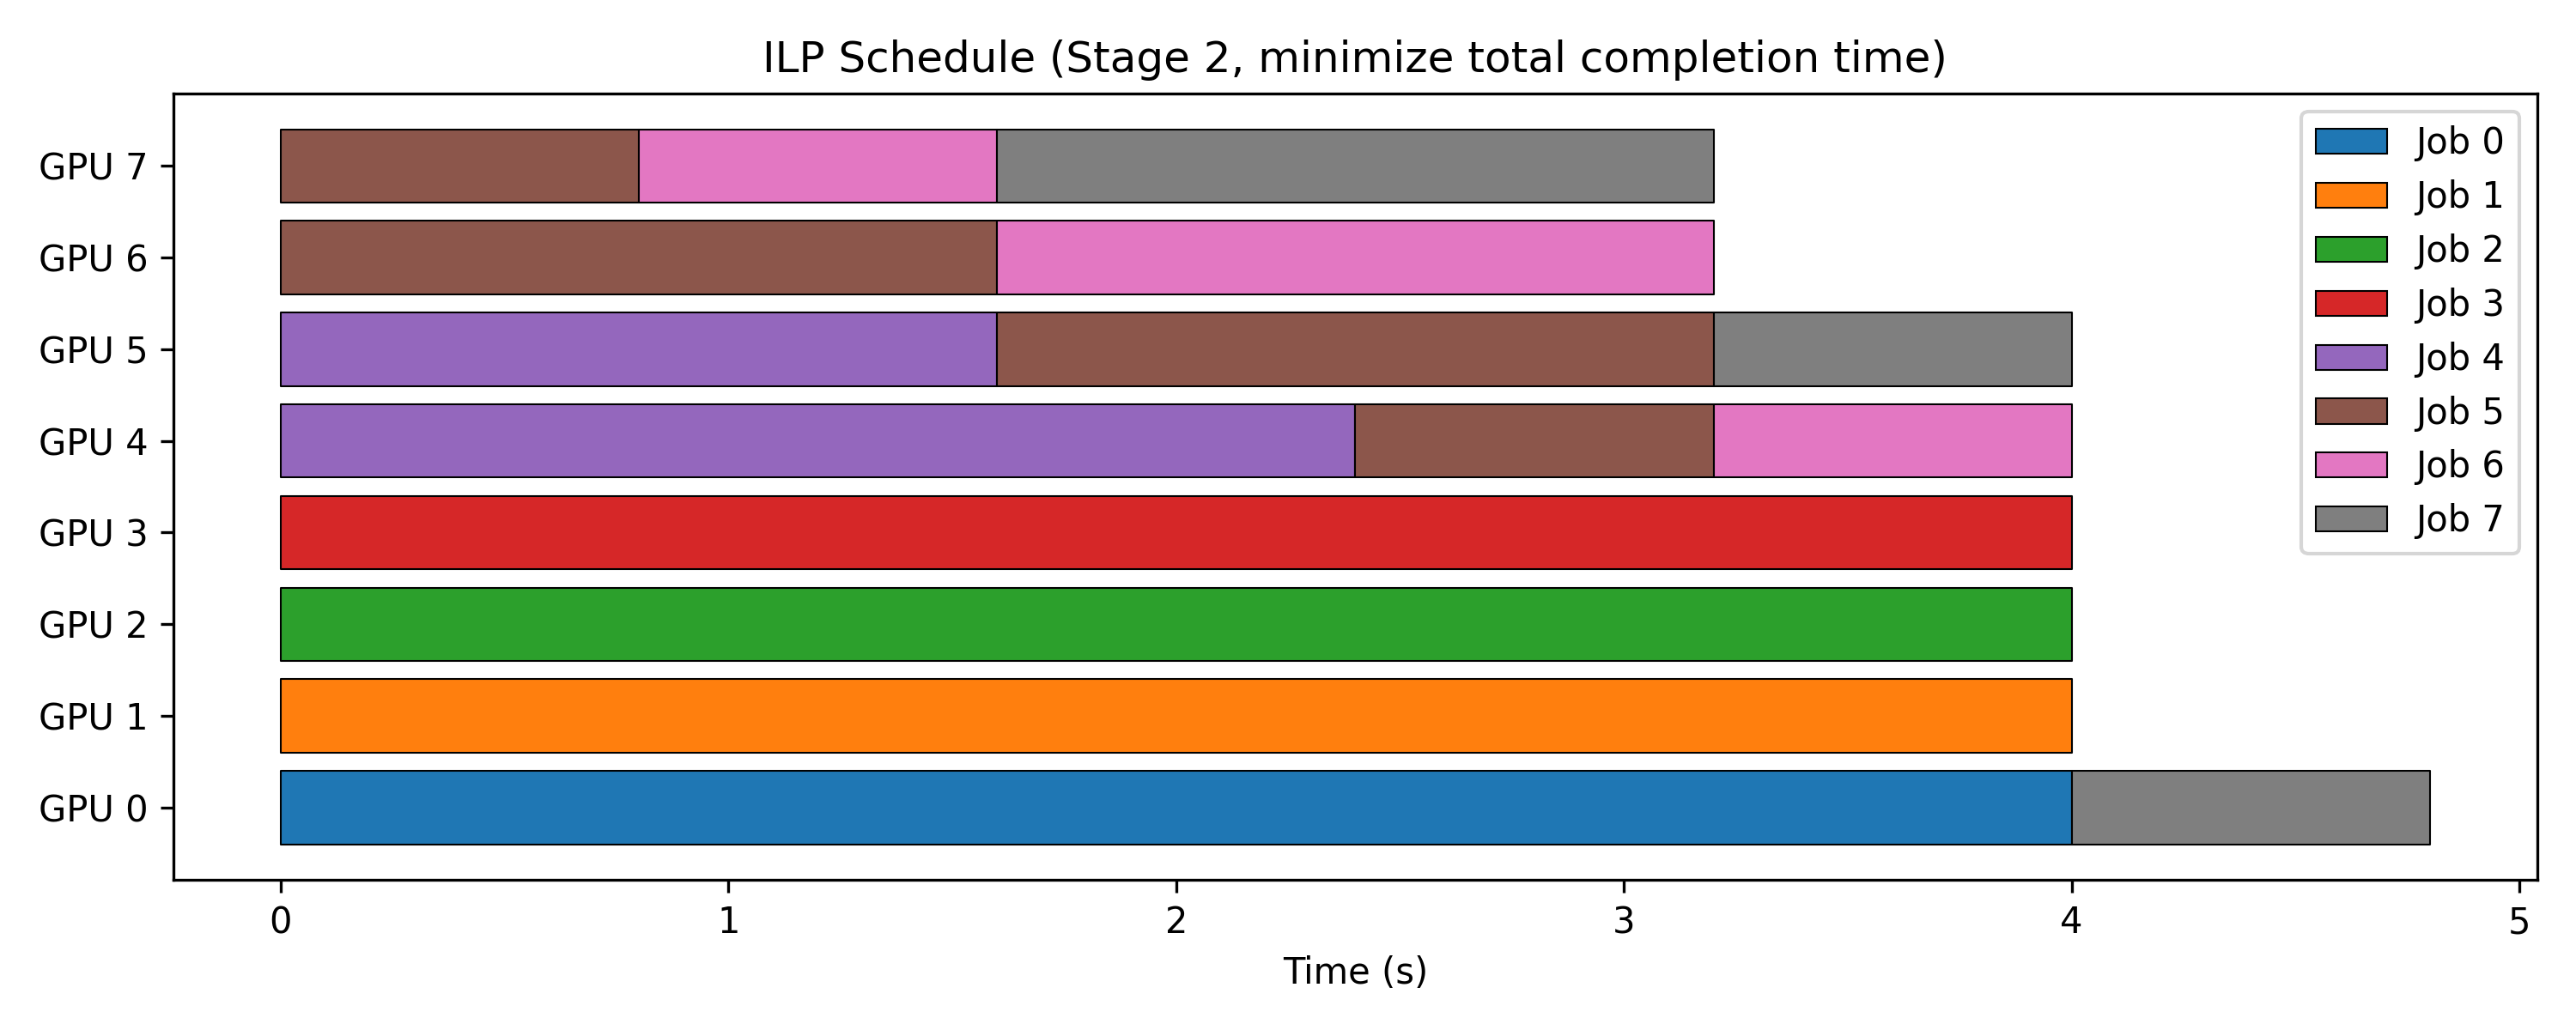 ILP Schedule (Stage 2, minimize total completion time)
GPU 7
GPU 6
GPU 5
GPU 4
GPU 3
GPU 2
GPU 1
GPU 0
Job 0
Job 1
Job 2
Job 3
Job 4
Job 5
Job 6
Job 7
0 1 2 3 4 5
Time (s)